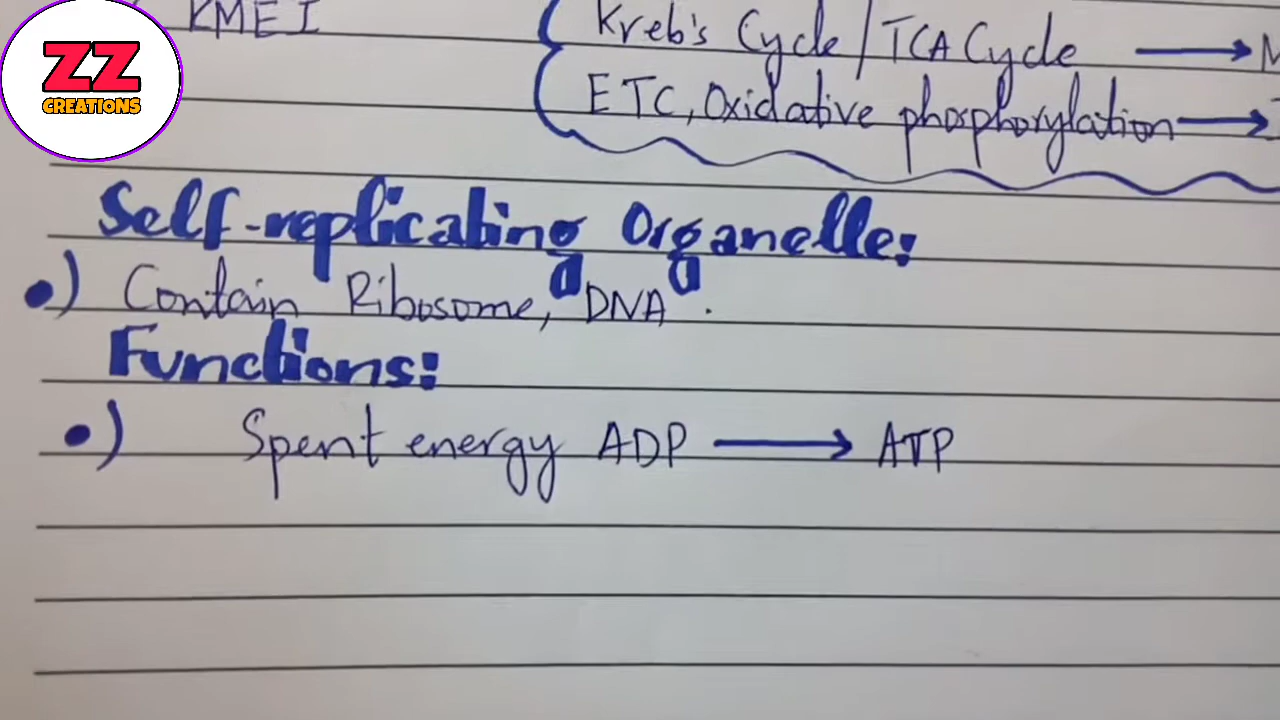 ZZ
CREATIONS
KMEI
Kreb's Cycle / TCA Cycle → M
ETC, Oxidative phosphorylation →
Self-replicating Organelle:
•) Contain Ribosome, DNA.
Functions:
•) Spent energy ADP → ATP